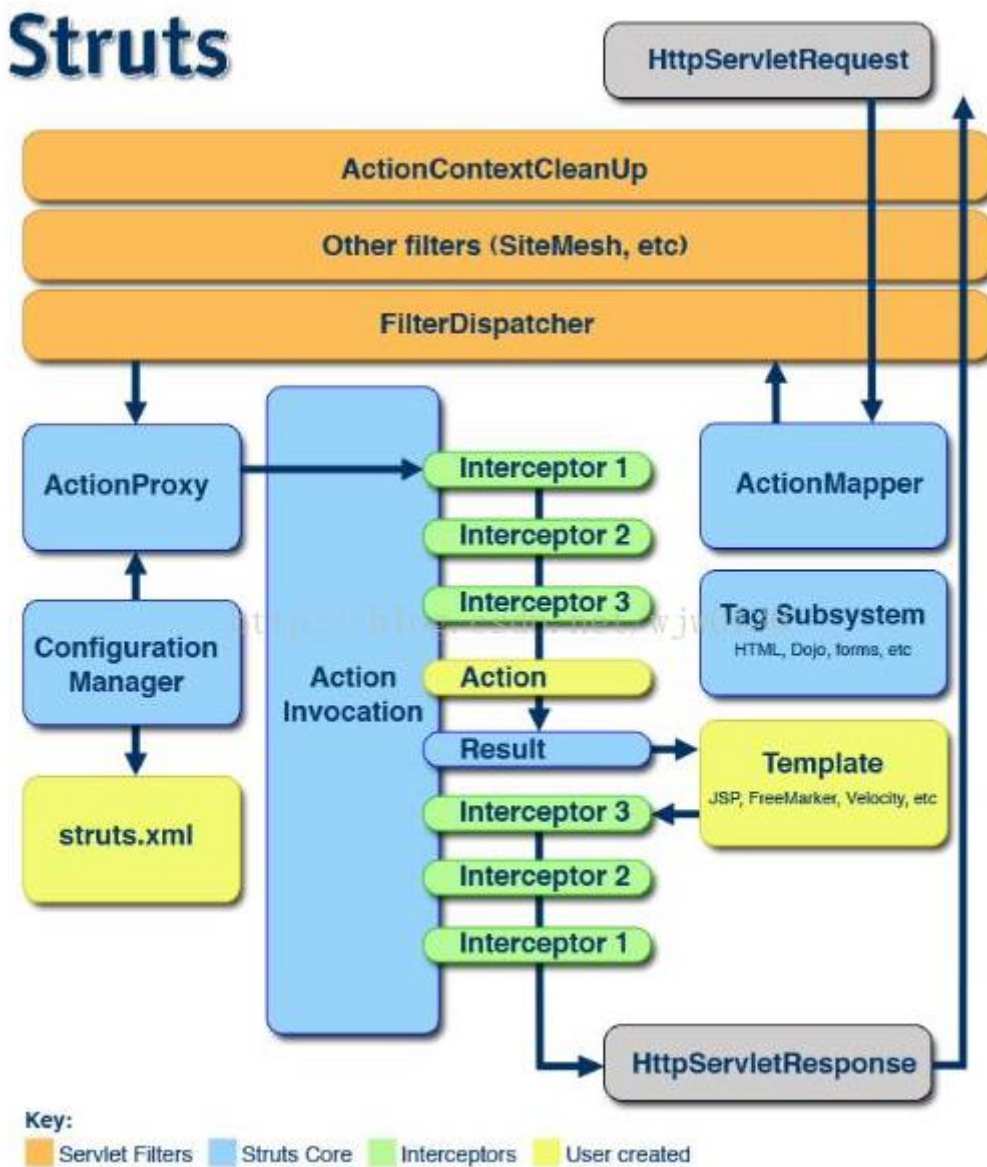 Struts
HttpServletRequest
ActionContextCleanUp
Other filters (SiteMesh, etc)
FilterDispatcher
ActionProxy
Interceptor 1
ActionMapper
Interceptor 2
Interceptor 3
Tag Subsystem
HTML, Dojo, forms, etc
Configuration
Manager
Action
Invocation
Action
Result
Template
JSP, FreeMarker, Velocity, etc
struts.xml
Interceptor 3
Interceptor 2
Interceptor 1
HttpServletResponse
Key:
Servlet Filters
Struts Core
Interceptors
User created